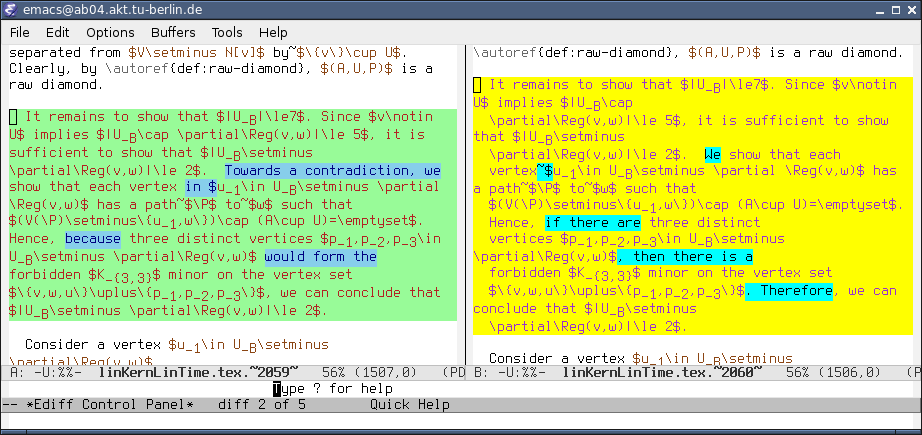 emacs@ab04.akt.tu-berlin.de
File Edit Options Buffers Tools Help
separated from $V\setminus N[v]$ by~$\{v\}\cup U$.
Clearly, by \autoref{def:raw-diamond}, $(A,U,P)$ is a
raw diamond.
It remains to show that $|U_B|\le7$. Since $v\notin
U$ implies $|U_B\cap \partial\Reg(v,w)|\le 5$, it is
sufficient to show that $|U_B\setminus
\partial\Reg(v,w)|\le 2$.  Towards a contradiction, we
show that each vertex in $u_1\in U_B\setminus \partial
\Reg(v,w)$ has a path~$\P$ to~$w$ such that
$(V(\P)\setminus\{u_1,w\})\cap (A\cup U)=\emptyset$.
Hence, because three distinct vertices $p_1,p_2,p_3\in
U_B\setminus \partial\Reg(v,w)$ would form the
forbidden $K_{3,3}$ minor on the vertex set
$\{v,w,u\}\uplus\{p_1,p_2,p_3\}$, we can conclude that
$|U_B\setminus \partial\Reg(v,w)|\le 2$.
Consider a vertex $u_1\in U_B\setminus
\partial\Reg(v,w)$
A: -U:%%-  linKernLinTime.tex.~2059~   56% (1507,0)   (PD
\autoref{def:raw-diamond}, $(A,U,P)$ is a raw diamond.
It remains to show that $|U_B|\le7$. Since $v\notin
U$ implies $|U_B\cap
\partial\Reg(v,w)|\le 5$, it is sufficient to show
that $|U_B\setminus
\partial\Reg(v,w)|\le 2$.  We show that each
vertex~$u_1\in U_B\setminus \partial \Reg(v,w)$ has
a path~$\P$ to~$w$ such that
$(V(\P)\setminus\{u_1,w\})\cap (A\cup U)=\emptyset$.
Hence, if there are three distinct
vertices $p_1,p_2,p_3\in U_B\setminus
\partial\Reg(v,w)$, then there is a
forbidden $K_{3,3}$ minor on the vertex set
$\{v,w,u\}\uplus\{p_1,p_2,p_3\}$. Therefore, we can
conclude that $|U_B\setminus
\partial\Reg(v,w)|\le 2$.
Consider a vertex $u_1\in U_B\setminus
\partial\Reg(v,w)$
B: -U:%%-  linKernLinTime.tex.~2060~   56% (1506,0)   (P
Type ? for help
-- *Ediff Control Panel*   diff 2 of 5      Quick Help